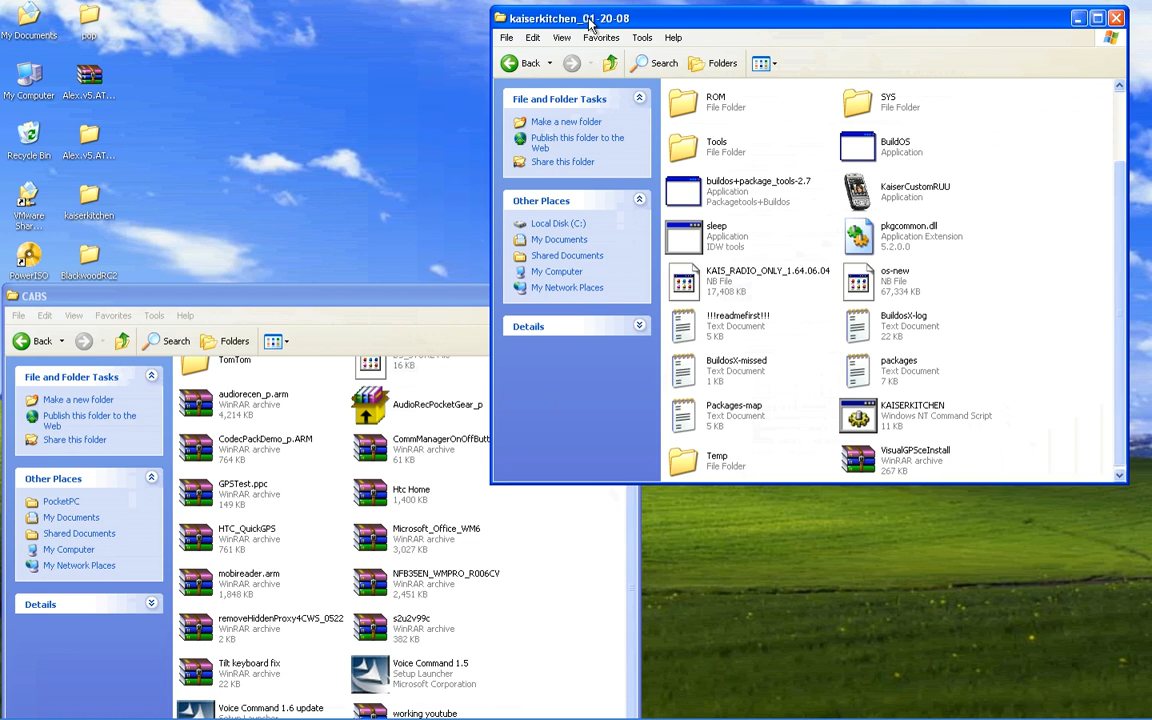 My Documents
pop
My Computer
Alex.v5.AT...
Recycle Bin
Alex.v5.AT...
VMware
Shar...
kaiserkitchen
PowerISO
BlackwoodRC2
kaiserkitchen_01-20-08
File Edit View Favorites Tools Help
Back Search Folders
File and Folder Tasks
Make a new folder
Publish this folder to the
Web
Share this folder
Other Places
Local Disk (C:)
My Documents
Shared Documents
My Computer
My Network Places
Details
ROM
File Folder
SYS
File Folder
Tools
File Folder
BuildOS
Application
buildos+package_tools-2.7
Application
Packagetools+Buildos
KaiserCustomRUU
Application
sleep
Application
IDW tools
pkgcommon.dll
Application Extension
5.2.0.0
KAIS_RADIO_ONLY_1.64.06.04
NB File
17,408 KB
os-new
NB File
67,334 KB
!!!readmefirst!!!
Text Document
5 KB
BuildosX-log
Text Document
22 KB
BuildosX-missed
Text Document
1 KB
packages
Text Document
7 KB
Packages-map
Text Document
5 KB
KAISERKITCHEN
Windows NT Command Script
11 KB
Temp
File Folder
VisualGPSceInstall
WinRAR archive
267 KB
CABS
File Edit View Favorites Tools Help
Back Search Folders
File and Folder Tasks
Make a new folder
Publish this folder to the
Web
Share this folder
Other Places
PocketPC
My Documents
Shared Documents
My Computer
My Network Places
Details
TomTom
16 KB
audiorecen_p.arm
WinRAR archive
4,214 KB
AudioRecPocketGear_p
CodecPackDemo_p.ARM
WinRAR archive
764 KB
CommManagerOnOffButt
WinRAR archive
61 KB
GPSTest.ppc
WinRAR archive
149 KB
Htc Home
WinRAR archive
1,400 KB
HTC_QuickGPS
WinRAR archive
761 KB
Microsoft_Office_WM6
WinRAR archive
3,027 KB
mobireader.arm
WinRAR archive
1,848 KB
NFB35EN_WMPRO_R006CV
WinRAR archive
2,451 KB
removeHiddenProxy4CWS_0522
WinRAR archive
2 KB
s2u2v99c
WinRAR archive
382 KB
Tilt keyboard fix
WinRAR archive
22 KB
Voice Command 1.5
Setup Launcher
Microsoft Corporation
Voice Command 1.6 update
Setup Launcher
working youtube